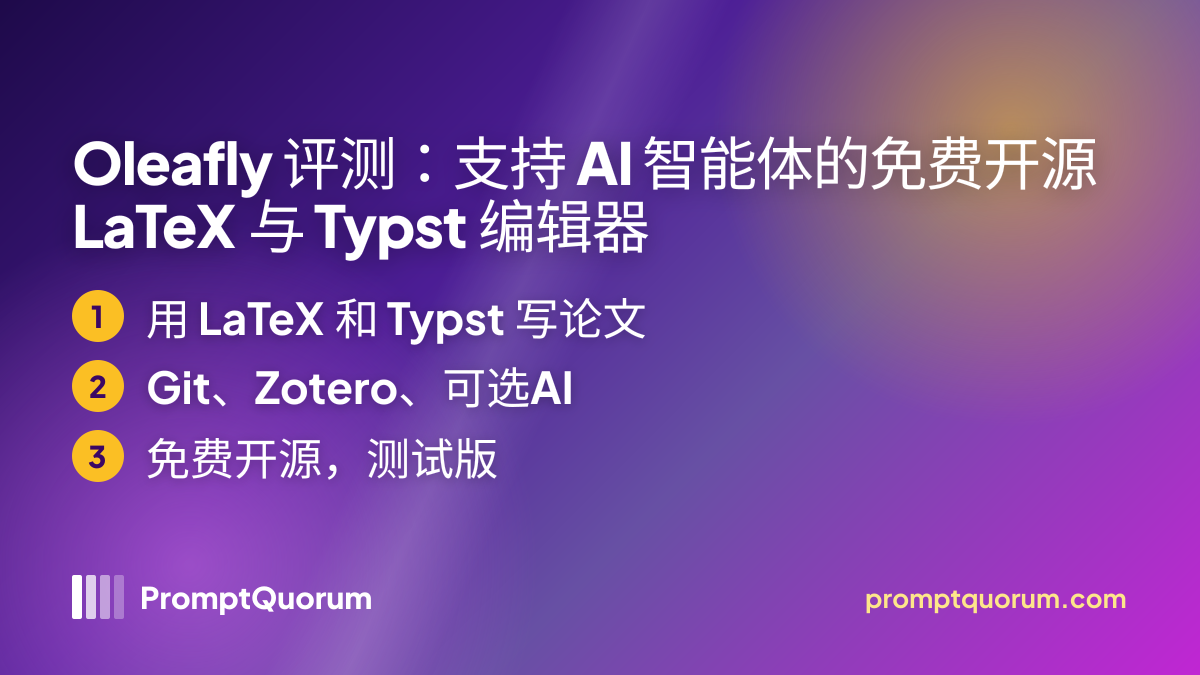 Oleafly 评测：支持 AI 智能体的免费开源
LaTeX 与 Typst 编辑器
1 用 LaTeX 和 Typst 写论文
2 Git、Zotero、可选AI
3 免费开源，测试版
PromptQuorum
promptquorum.com